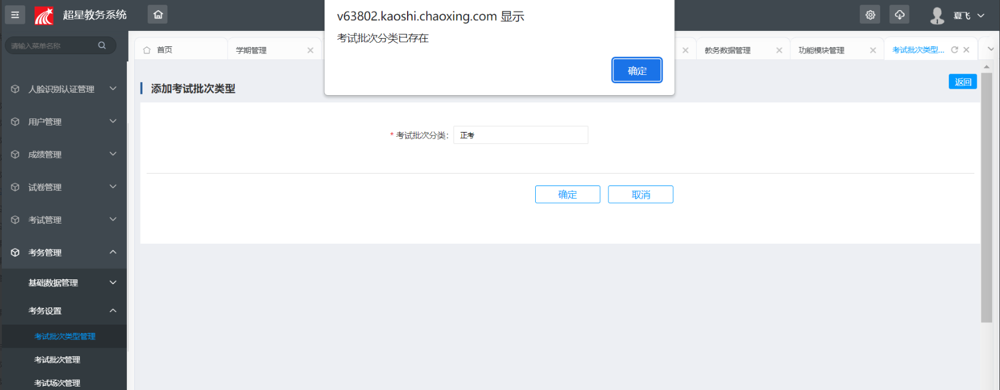 超星教务系统
v63802.kaoshi.chaoxing.com 显示
考试批次分类已存在
确定
夏飞
请输入菜单名称
首页
学期管理
教务数据管理
功能模块管理
考试批次类型...
添加考试批次类型
返回
* 考试批次分类: 正考
确定
取消
人脸识别认证管理
用户管理
成绩管理
试卷管理
考试管理
考务管理
基础数据管理
考务设置
考试批次类型管理
考试批次管理
考试场次管理